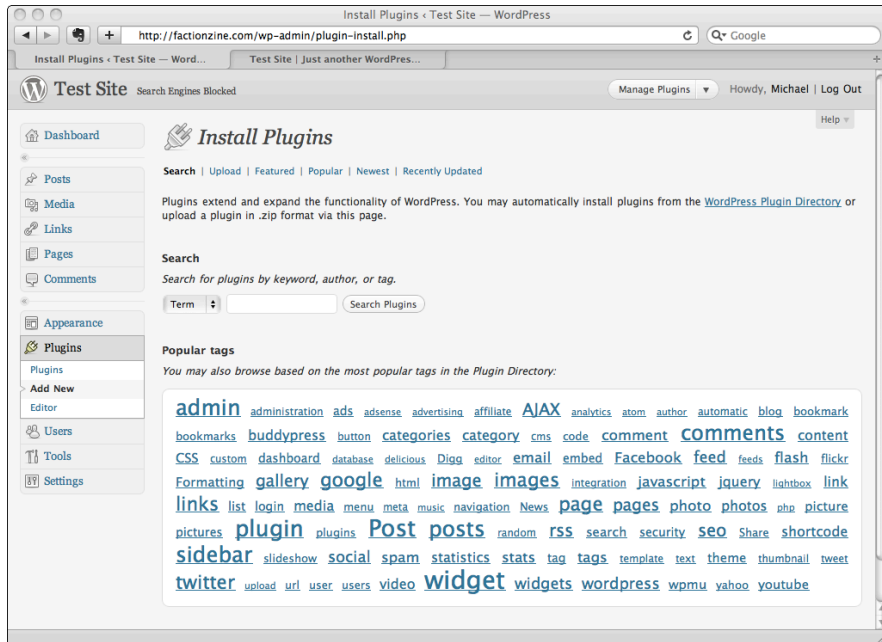 Install Plugins ‹ Test Site — WordPress
http://factionzine.com/wp-admin/plugin-install.php
Google
Install Plugins ‹ Test Site — Word...
Test Site | Just another WordPres...
Test Site Search Engines Blocked
Manage Plugins
Howdy, Michael | Log Out
Help
Dashboard
Posts
Media
Links
Pages
Comments
Appearance
Plugins
Plugins
Add New
Editor
Users
Tools
Settings
Install Plugins
Search | Upload | Featured | Popular | Newest | Recently Updated
Plugins extend and expand the functionality of WordPress. You may automatically install plugins from the WordPress Plugin Directory or
upload a plugin in .zip format via this page.
Search
Search for plugins by keyword, author, or tag.
Term Search Plugins
Popular tags
You may also browse based on the most popular tags in the Plugin Directory:
admin administration ads adsense advertising affiliate AJAX analytics atom author automatic blog bookmark
bookmarks buddypress button categories category cms code comment comments content
CSS custom dashboard database delicious Digg editor email embed Facebook feed feeds flash flickr
Formatting gallery google html image images integration javascript jquery lightbox link
links list login media menu meta music navigation News page pages photo photos php picture
pictures plugin plugins Post posts random rss search security seo Share shortcode
sidebar slideshow social spam statistics stats tag tags template text theme thumbnail tweet
twitter upload url user users video widget widgets wordpress wpmu yahoo youtube